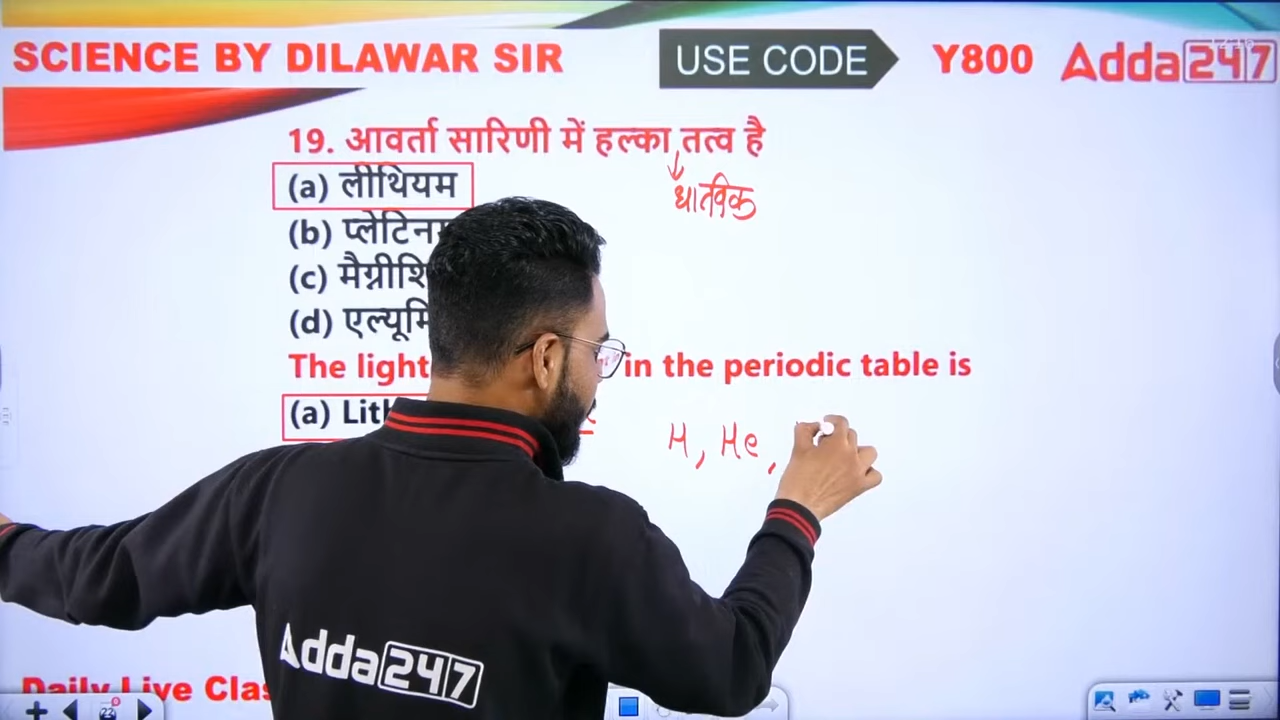 SCIENCE BY DILAWAR SIR
USE CODE
Y800
Adda247
19. आवर्ता सारिणी में हल्का तत्व है
धात्विक
(a) लीथियम
(b) प्लेटिन
(c) मैग्नीशि
(d) एल्यूमि
The light in the periodic table is
(a) Lith
H, He,
Adda247
Daily Live Clas